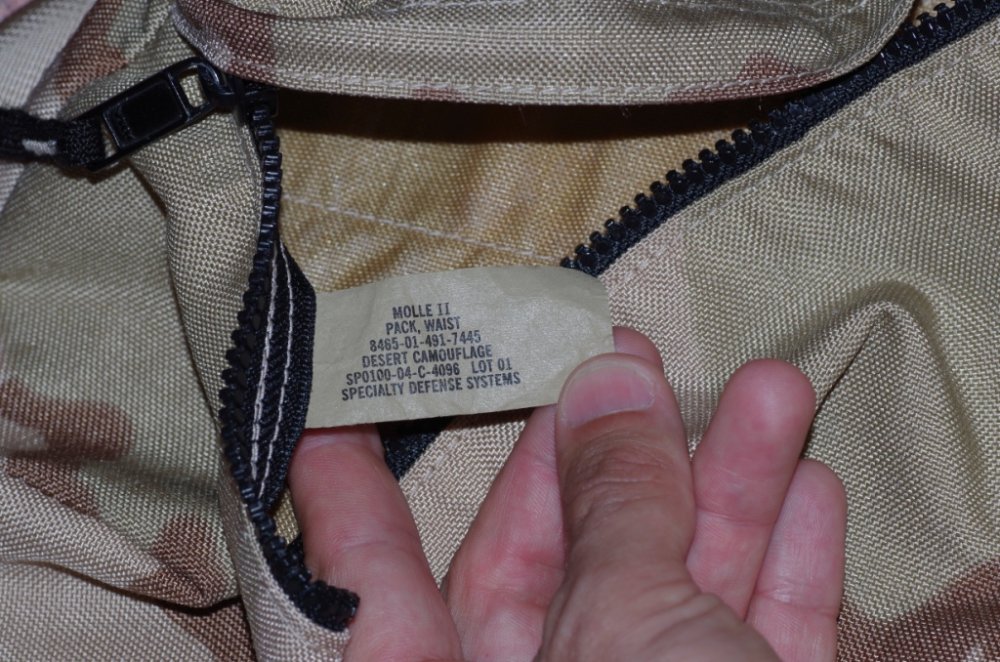 MOLLE II
PACK, WAIST
8465-01-491-7445
DESERT CAMOUFLAGE
SP0100-04-C-4096 LOT 01
SPECIALTY DEFENSE SYSTEMS